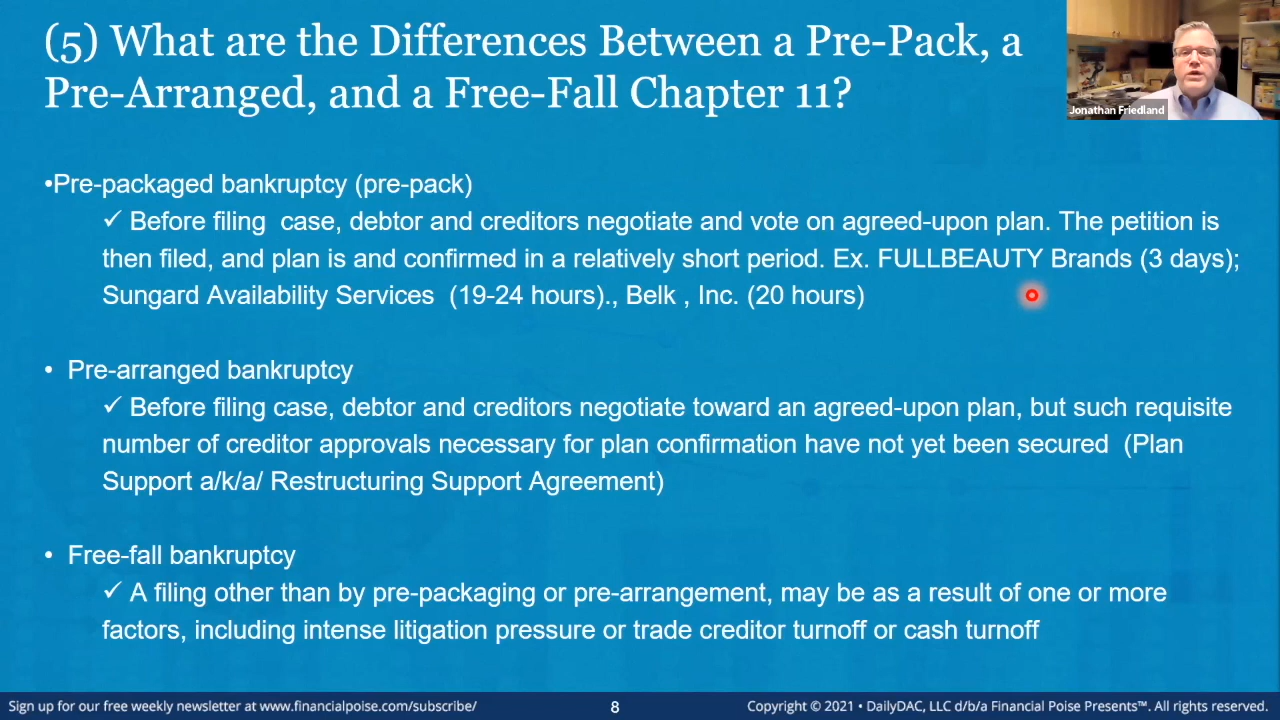 (5) What are the Differences Between a Pre-Pack, a
Pre-Arranged, and a Free-Fall Chapter 11?
Jonathan Friedland
•Pre-packaged bankruptcy (pre-pack)
✓ Before filing  case, debtor and creditors negotiate and vote on agreed-upon plan. The petition is
then filed, and plan is and confirmed in a relatively short period. Ex. FULLBEAUTY Brands (3 days);
Sungard Availability Services  (19-24 hours)., Belk , Inc. (20 hours)
• Pre-arranged bankruptcy
✓ Before filing case, debtor and creditors negotiate toward an agreed-upon plan, but such requisite
number of creditor approvals necessary for plan confirmation have not yet been secured  (Plan
Support a/k/a/ Restructuring Support Agreement)
• Free-fall bankruptcy
✓ A filing other than by pre-packaging or pre-arrangement, may be as a result of one or more
factors, including intense litigation pressure or trade creditor turnoff or cash turnoff
Sign up for our free weekly newsletter at www.financialpoise.com/subscribe/
8
Copyright © 2021 • DailyDAC, LLC d/b/a Financial Poise Presents™. All rights reserved.